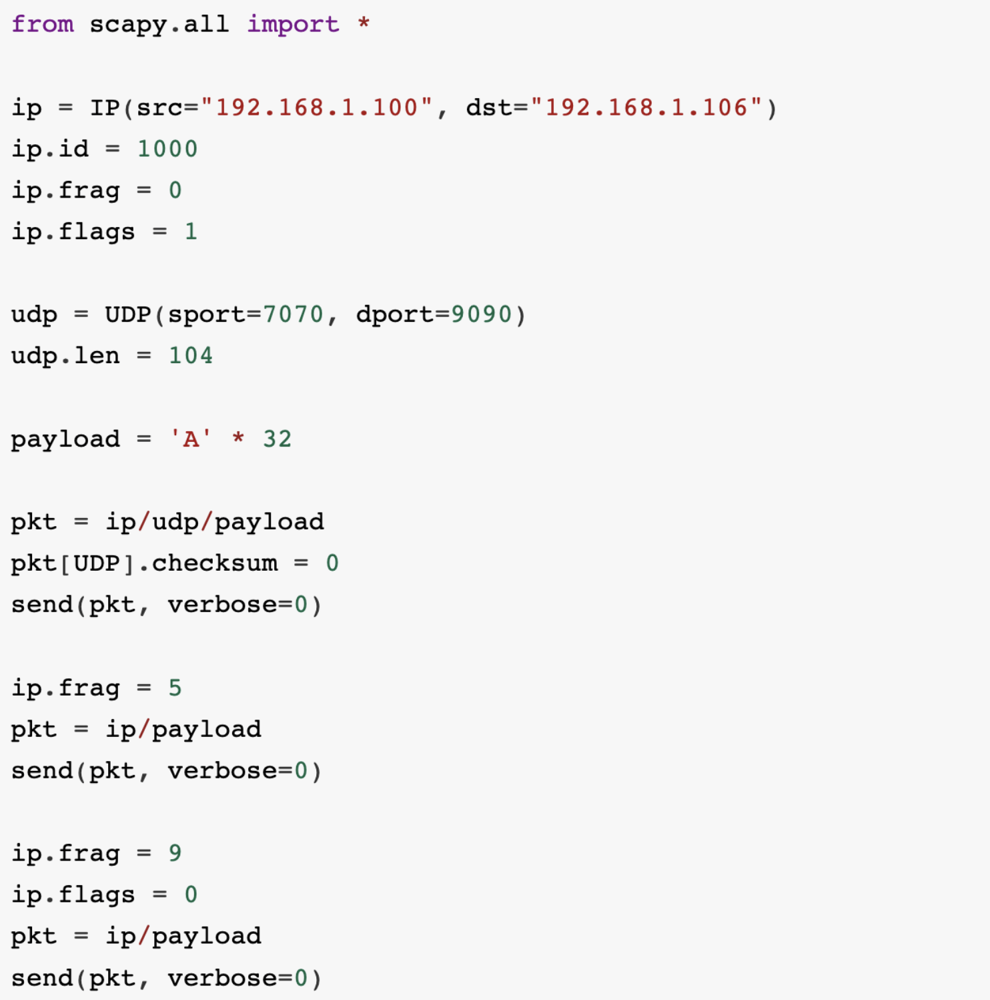 from scapy.all import *
ip = IP(src="192.168.1.100", dst="192.168.1.106")
ip.id = 1000
ip.frag = 0
ip.flags = 1
udp = UDP(sport=7070, dport=9090)
udp.len = 104
payload = 'A' * 32
pkt = ip/udp/payload
pkt[UDP].checksum = 0
send(pkt, verbose=0)
ip.frag = 5
pkt = ip/payload
send(pkt, verbose=0)
ip.frag = 9
ip.flags = 0
pkt = ip/payload
send(pkt, verbose=0)